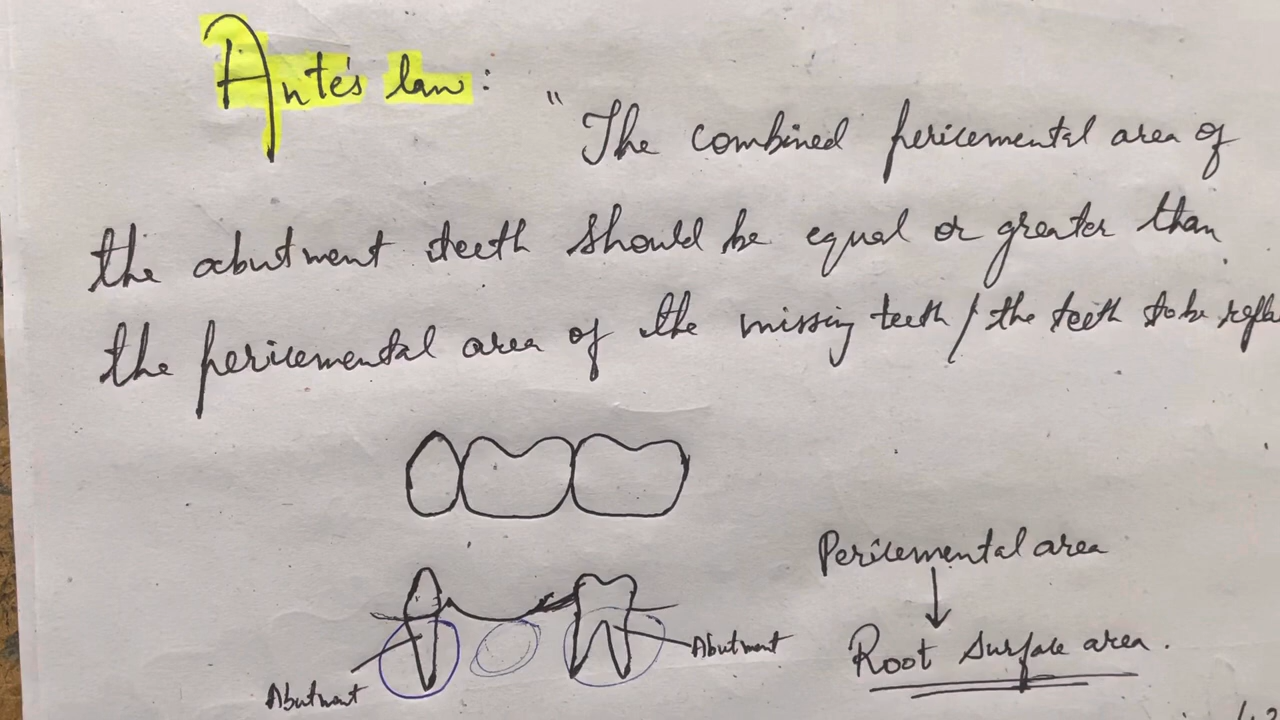 Ante's law:
"The combined pericemental area of
the abutment teeth should be equal or greater than
the pericemental area of the missing teeth / the teeth to be
Pericemental area
Root surface area.
Abutment
Abutment